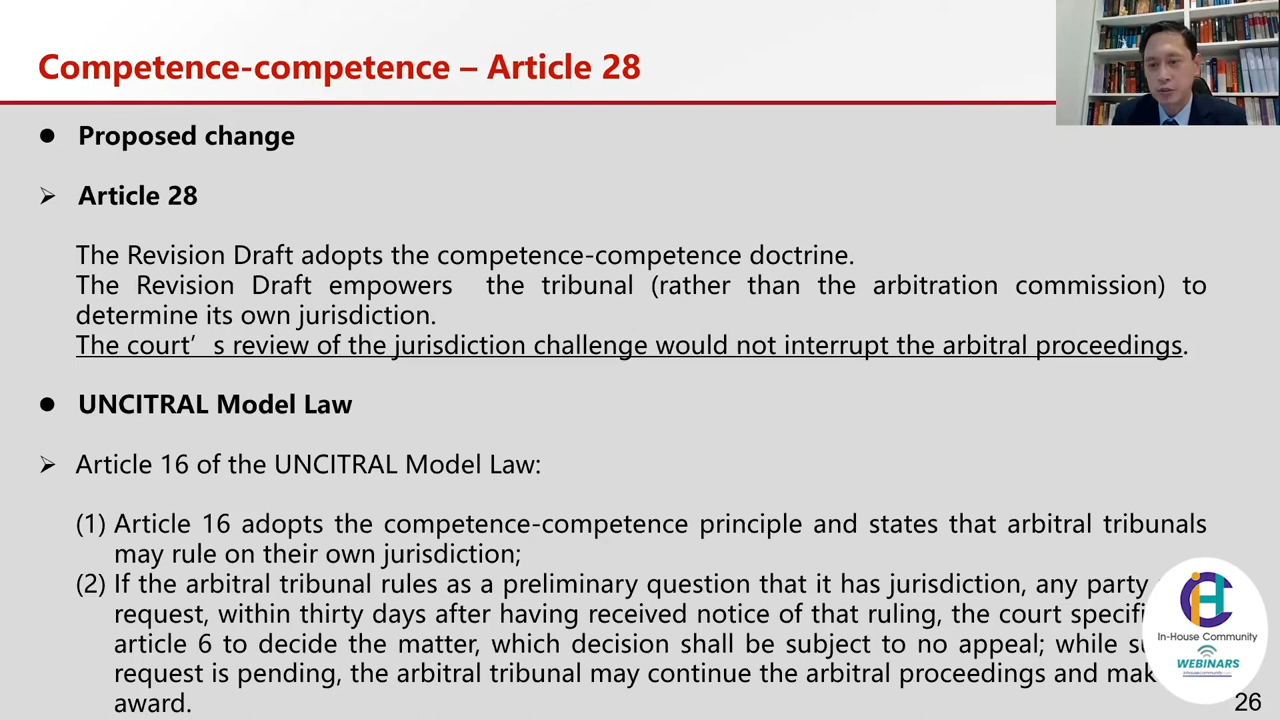 Competence-competence – Article 28
● Proposed change
➢ Article 28
The Revision Draft adopts the competence-competence doctrine.
The Revision Draft empowers the tribunal (rather than the arbitration commission) to
determine its own jurisdiction.
The court’ s review of the jurisdiction challenge would not interrupt the arbitral proceedings.
● UNCITRAL Model Law
➢ Article 16 of the UNCITRAL Model Law:
(1) Article 16 adopts the competence-competence principle and states that arbitral tribunals
may rule on their own jurisdiction;
(2) If the arbitral tribunal rules as a preliminary question that it has jurisdiction, any party
request, within thirty days after having received notice of that ruling, the court
article 6 to decide the matter, which decision shall be subject to no appeal; while
request is pending, the arbitral tribunal may continue the arbitral proceedings and
award.
In-House Community
WEBINARS
26